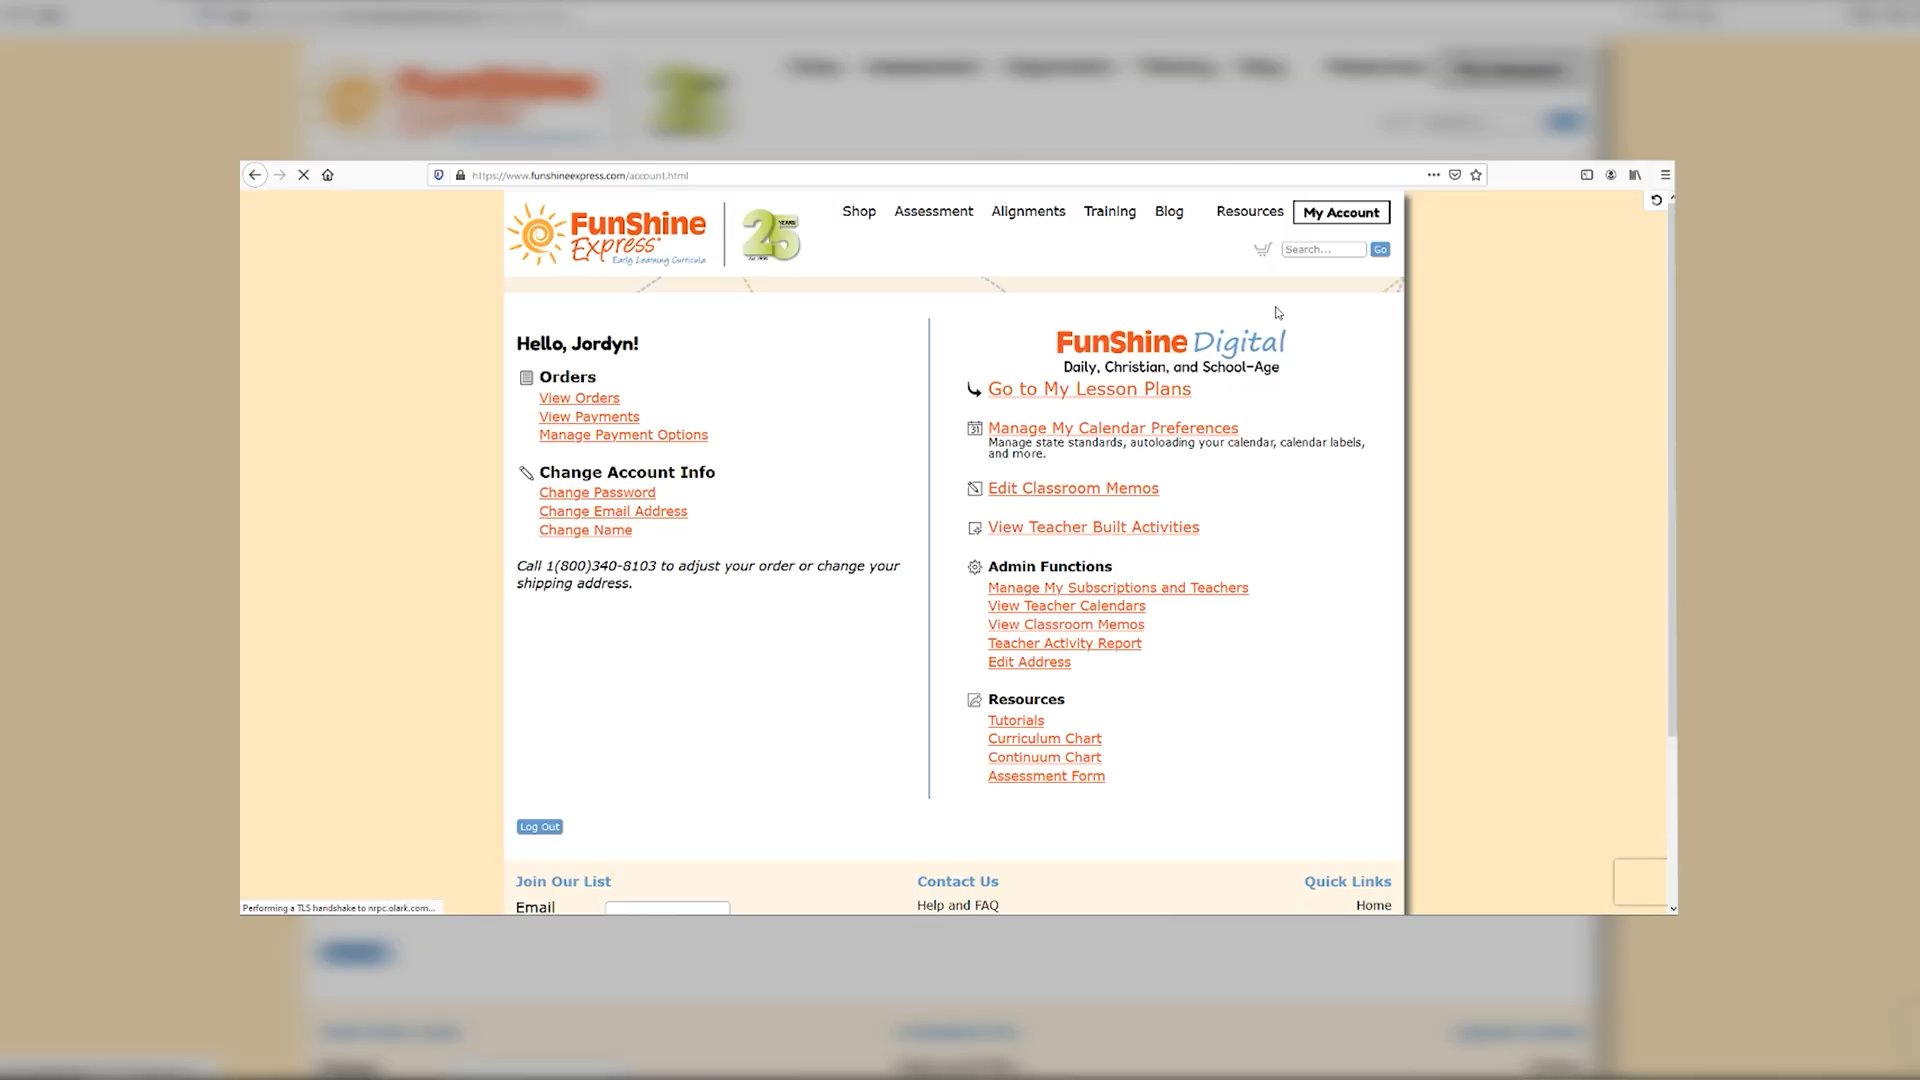 https://www.funshineexpress.com/account.html
FunShine
Express
Early Learning Curricula
25
YEARS
Shop Assessment Alignments Training Blog Resources My Account
Search... Go
Hello, Jordyn!
Orders
View Orders
View Payments
Manage Payment Options
Change Account Info
Change Password
Change Email Address
Change Name
Call 1(800)340-8103 to adjust your order or change your
shipping address.
Log Out
FunShine Digital
Daily, Christian, and School-Age
Go to My Lesson Plans
31
Manage My Calendar Preferences
Manage state standards, autoloading your calendar, calendar labels,
and more.
Edit Classroom Memos
View Teacher Built Activities
Admin Functions
Manage My Subscriptions and Teachers
View Teacher Calendars
View Classroom Memos
Teacher Activity Report
Edit Address
Resources
Tutorials
Curriculum Chart
Continuum Chart
Assessment Form
Join Our List
Email
Contact Us
Help and FAQ
Quick Links
Home
Performing a TLS handshake to nrpc.olark.com...